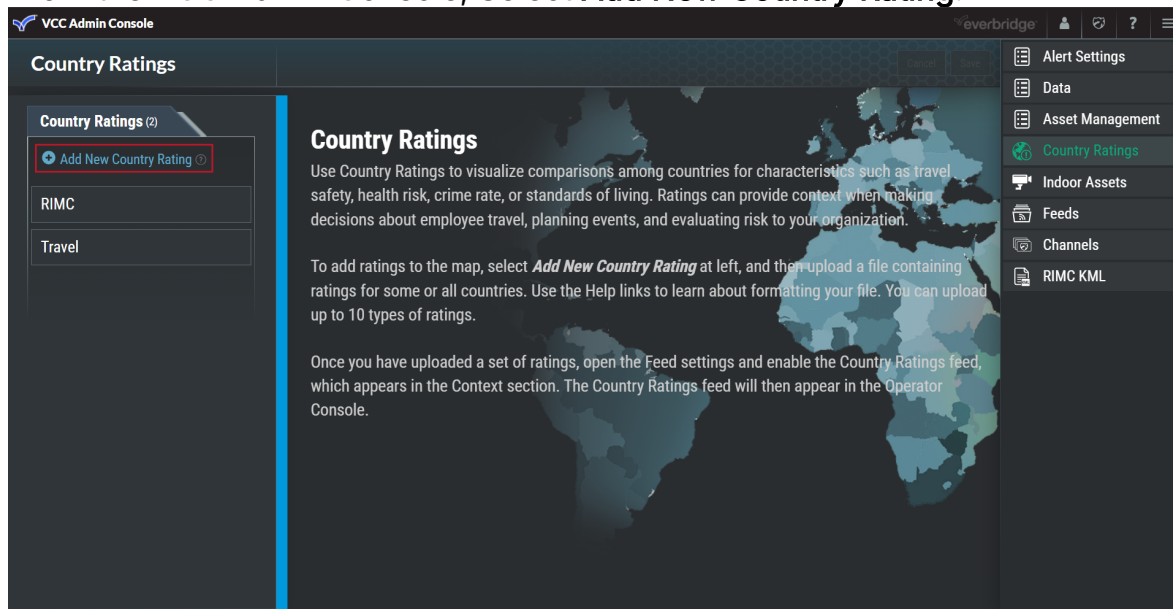 Add New Country Rating.
VCC Admin Console
everbridge
?
Country Ratings
Cancel
Save
Country Ratings (2)
Add New Country Rating ?
RIMC
Travel
Country Ratings
Use Country Ratings to visualize comparisons among countries for characteristics such as travel
safety, health risk, crime rate, or standards of living. Ratings can provide context when making
decisions about employee travel, planning events, and evaluating risk to your organization.
To add ratings to the map, select Add New Country Rating at left, and then upload a file containing
ratings for some or all countries. Use the Help links to learn about formatting your file. You can upload
up to 10 types of ratings.
Once you have uploaded a set of ratings, open the Feed settings and enable the Country Ratings feed,
which appears in the Context section. The Country Ratings feed will then appear in the Operator
Console.
Alert Settings
Data
Asset Management
Country Ratings
Indoor Assets
Feeds
Channels
RIMC KML